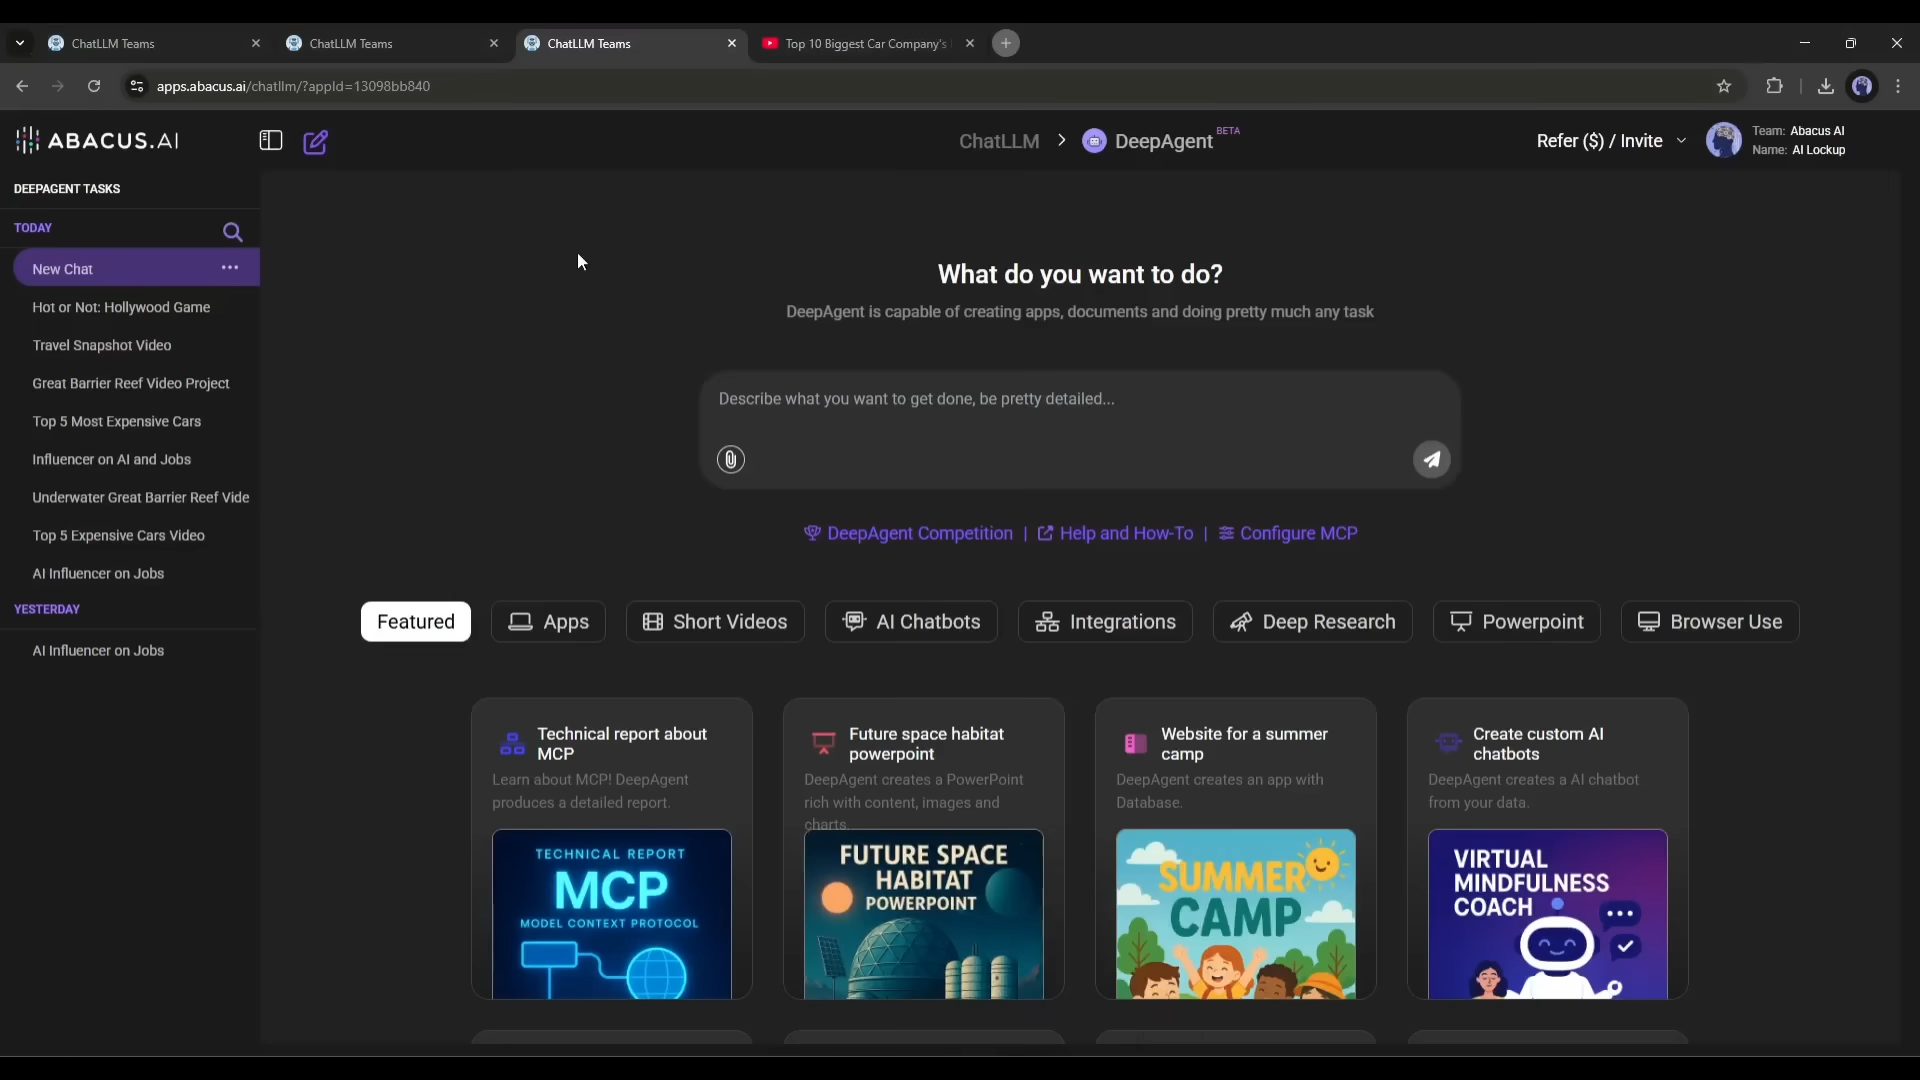 ChatLLM Teams
ChatLLM Teams
ChatLLM Teams
Top 10 Biggest Car Company's
apps.abacus.ai/chatllm/?appId=13098bb840
ABACUS.AI
ChatLLM > DeepAgent BETA
Refer ($) / Invite
Team: Abacus AI
Name: AI Lockup
DEEPAGENT TASKS
TODAY
New Chat
Hot or Not: Hollywood Game
Travel Snapshot Video
Great Barrier Reef Video Project
Top 5 Most Expensive Cars
Influencer on AI and Jobs
Underwater Great Barrier Reef Vide
Top 5 Expensive Cars Video
AI Influencer on Jobs
YESTERDAY
AI Influencer on Jobs
What do you want to do?
DeepAgent is capable of creating apps, documents and doing pretty much any task
Describe what you want to get done, be pretty detailed...
DeepAgent Competition | Help and How-To | Configure MCP
Featured
Apps
Short Videos
AI Chatbots
Integrations
Deep Research
Powerpoint
Browser Use
Technical report about
MCP
Learn about MCP! DeepAgent
produces a detailed report.
TECHNICAL REPORT
MCP
MODEL CONTEXT PROTOCOL
Future space habitat
powerpoint
DeepAgent creates a PowerPoint
rich with content, images and
charts.
FUTURE SPACE
HABITAT
POWERPOINT
Website for a summer
camp
DeepAgent creates an app with
Database.
SUMMER
CAMP
Create custom AI
chatbots
DeepAgent creates a AI chatbot
from your data.
VIRTUAL
MINDFULNESS
COACH